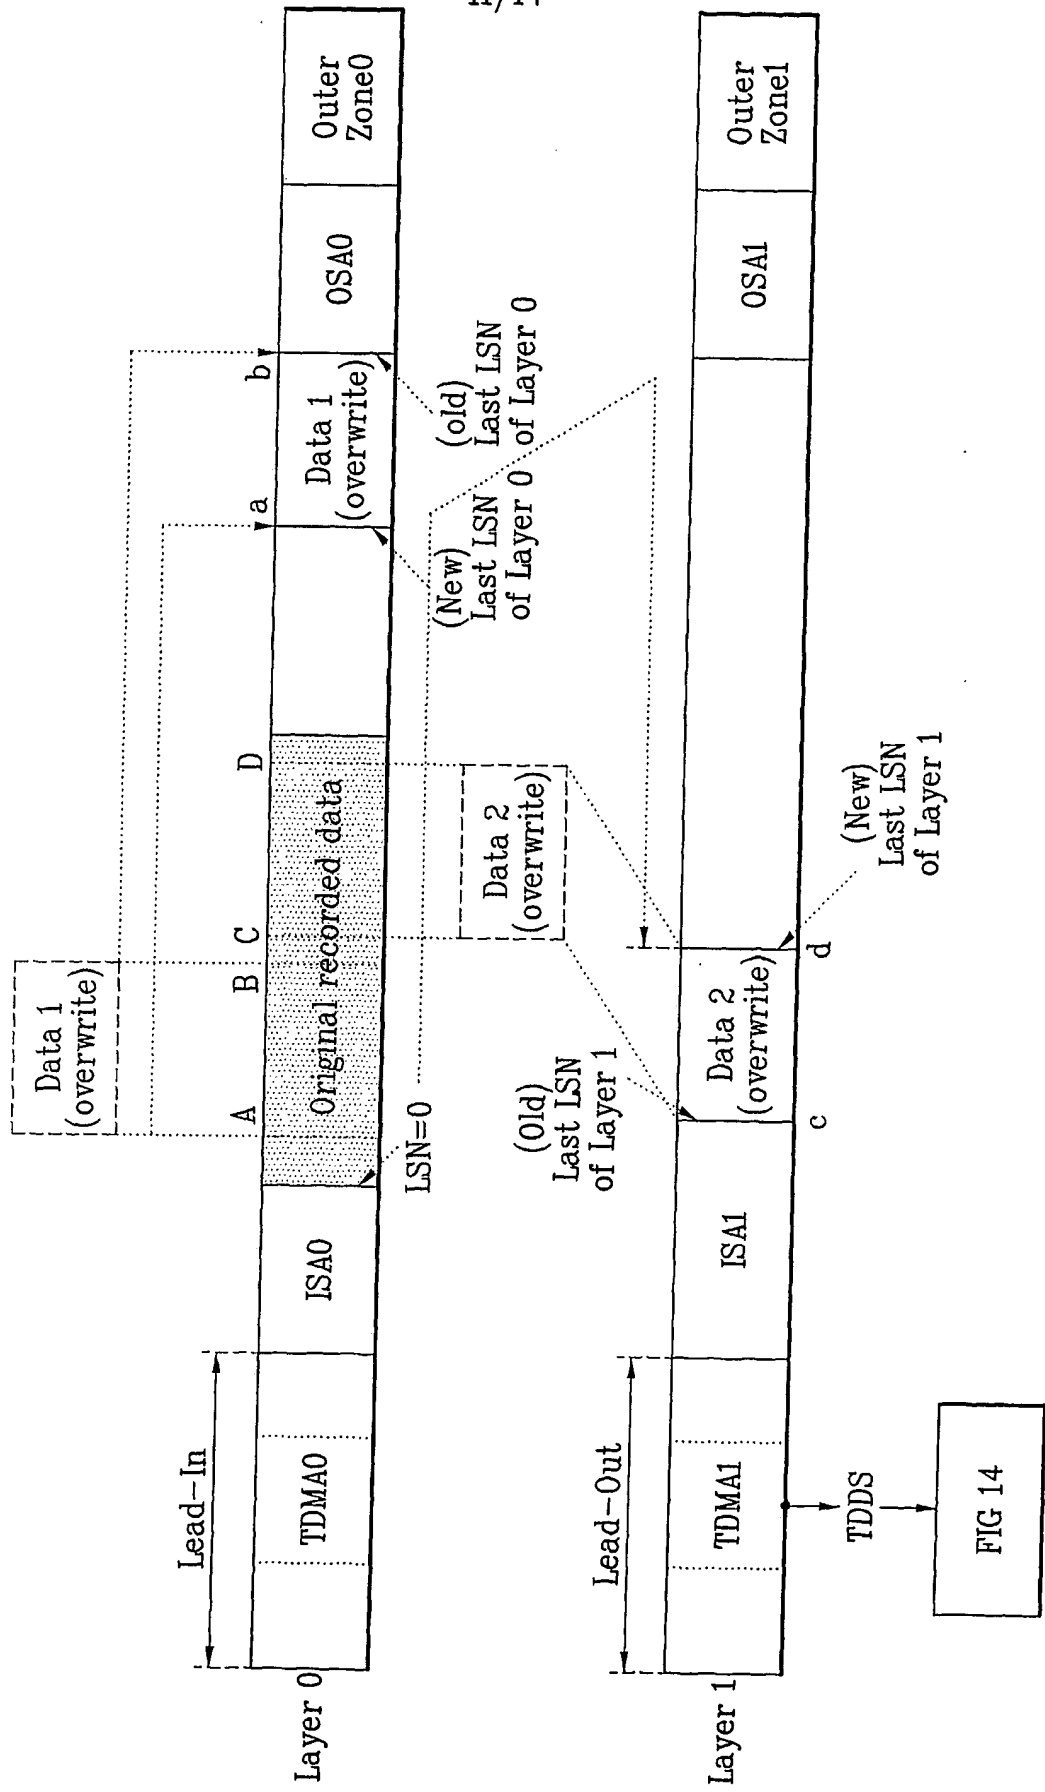 Data 1
(overwrite)
A
B
C
D
a
b
Lead-In
Layer 0
TDMA0
ISA0
Original recorded data
Data 1
(overwrite)
OSA0
Outer
Zone0
LSN=0
(New)
Last LSN
of Layer 0
(old)
Last LSN
of Layer 0
Data 2
(overwrite)
(Old)
Last LSN
of Layer 1
Lead-Out
Layer 1
TDMA1
ISA1
Data 2
(overwrite)
OSA1
Outer
Zone1
c
d
(New)
Last LSN
of Layer 1
TDDS
FIG 14